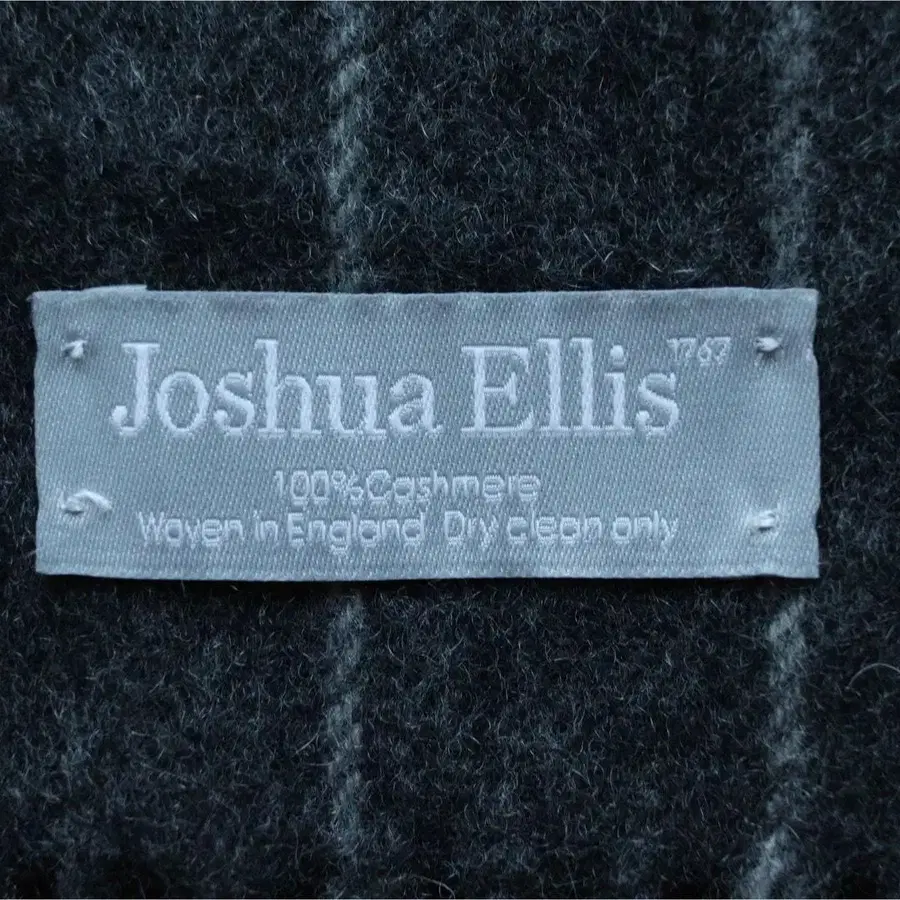 Joshua Ellis 1767
100% Cashmere
Woven in England Dry clean only